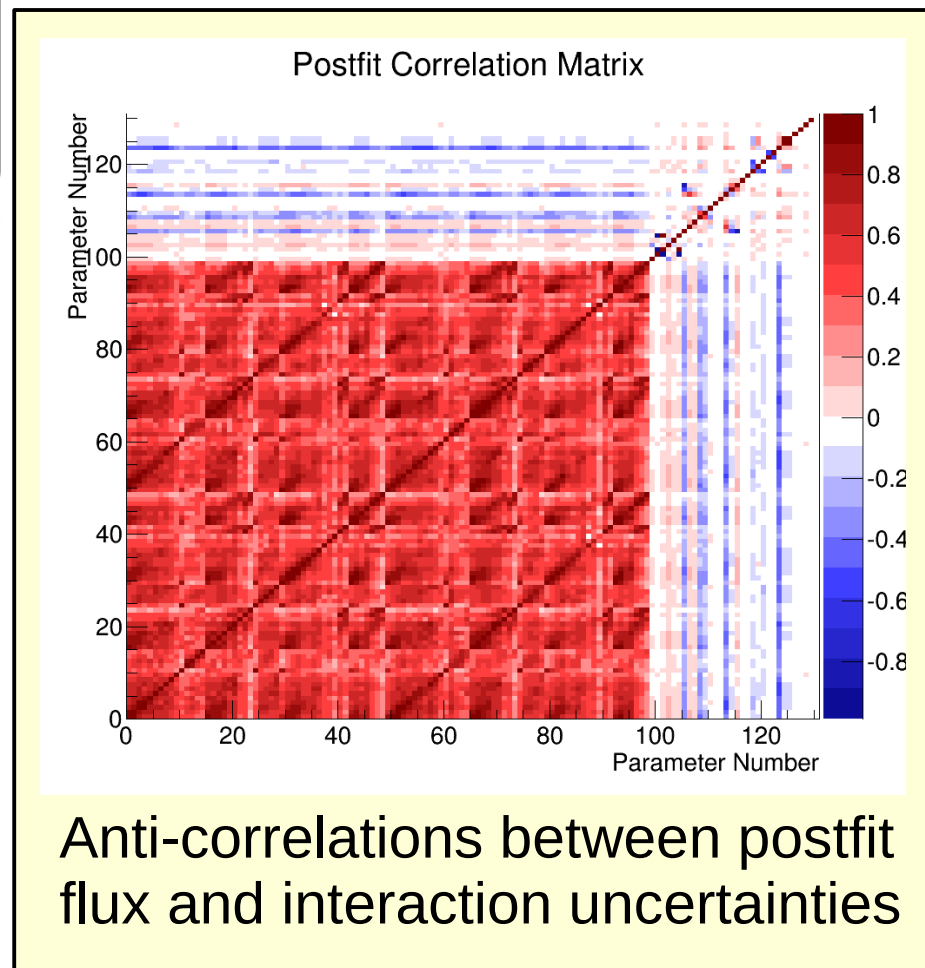 Postfit Correlation Matrix
Parameter Number
120
100
80
60
40
20
0
0 20 40 60 80 100 120
Parameter Number
1
0.8
0.6
0.4
0.2
0
-0.2
-0.4
-0.6
-0.8
Anti-correlations between postfit
flux and interaction uncertainties